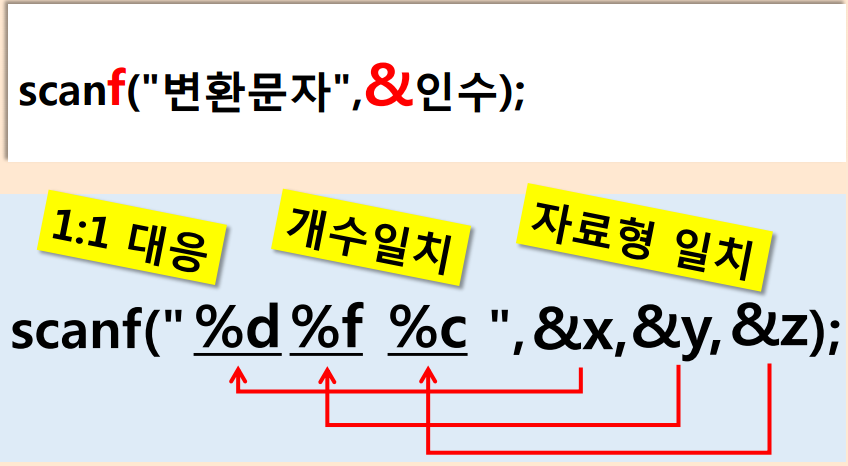 scanf("변환문자",&인수);
1:1 대응
개수일치
자료형 일치
scanf("%d %f %c ",&x,&y,&z);